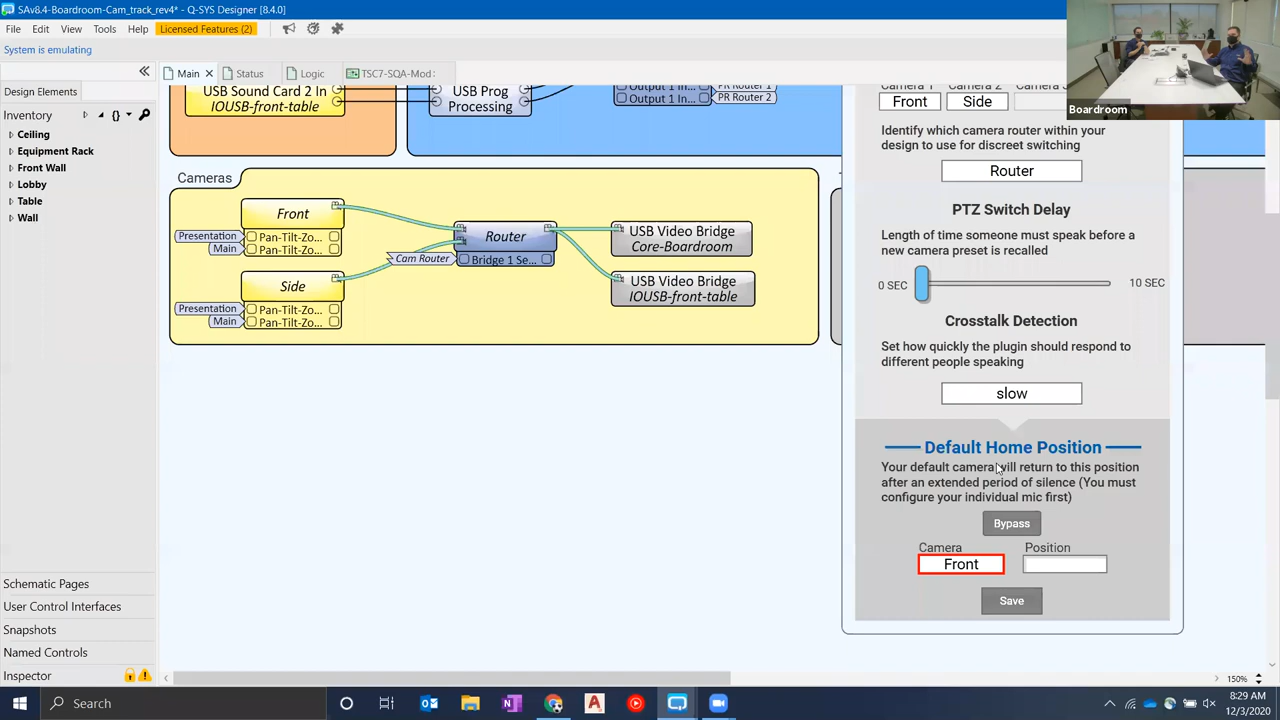 SAv8.4-Boardroom-Cam_track_rev4* - Q-SYS Designer [8.4.0]
File Edit View Tools Help Licensed Features (2)
System is emulating
Main Status Logic TSC7-SQA-Mod
Design Elements
Inventory
Ceiling
Equipment Rack
Front Wall
Lobby
Table
Wall
Schematic Pages
User Control Interfaces
Snapshots
Named Controls
Inspector
USB Sound Card 2 In
IOUSB-front-table
USB Prog
Processing
Output 1 In...
Output 1 In...
PR Router 1
PR Router 2
Cameras
Front
Presentation Pan-Tilt-Zo...
Main Pan-Tilt-Zo...
Side
Presentation Pan-Tilt-Zo...
Main Pan-Tilt-Zo...
Router
Cam Router Bridge 1 Se...
USB Video Bridge
Core-Boardroom
USB Video Bridge
IOUSB-front-table
Camera 1 Camera 2 Camera
Front Side
Identify which camera router within your
design to use for discreet switching
Router
PTZ Switch Delay
Length of time someone must speak before a
new camera preset is recalled
0 SEC 10 SEC
Crosstalk Detection
Set how quickly the plugin should respond to
different people speaking
slow
Default Home Position
Your default camera will return to this position
after an extended period of silence (You must
configure your individual mic first)
Bypass
Camera Position
Front
Save
Boardroom
150%
Search
8:29 AM
12/3/2020